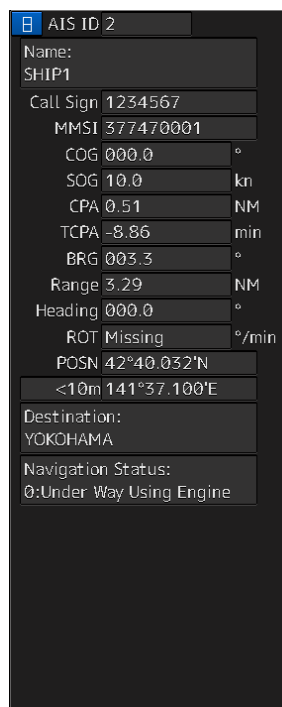 AIS ID 2
Name:
SHIP1
Call Sign 1234567
MMSI 377470001
COG 000.0 °
SOG 10.0 kn
CPA 0.51 NM
TCPA -8.86 min
BRG 003.3 °
Range 3.29 NM
Heading 000.0 °
ROT Missing °/min
POSN 42°40.032'N
<10m 141°37.100'E
Destination:
YOKOHAMA
Navigation Status:
0:Under Way Using Engine